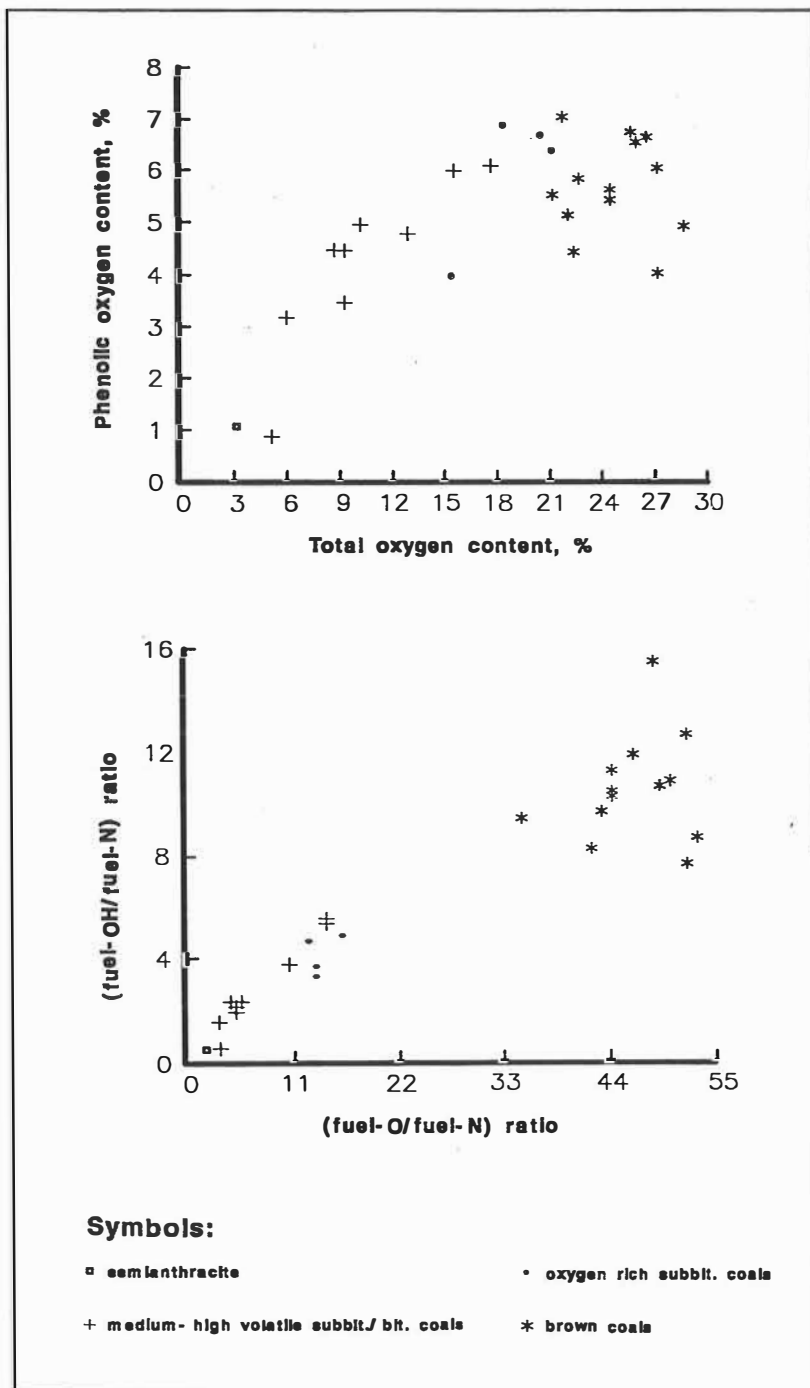 8
7
6
5
4
3
2
1
0
Phenolic oxygen content, %
0 3 6 9 12 15 18 21 24 27 30
Total oxygen content, %
16
12
8
4
0
(fuel-OH/fuel-N) ratio
0 11 22 33 44 55
(fuel-O/fuel-N) ratio
Symbols:
semianthracite
oxygen rich subbit. coals
medium- high volatile subbit./ bit. coals
brown coals